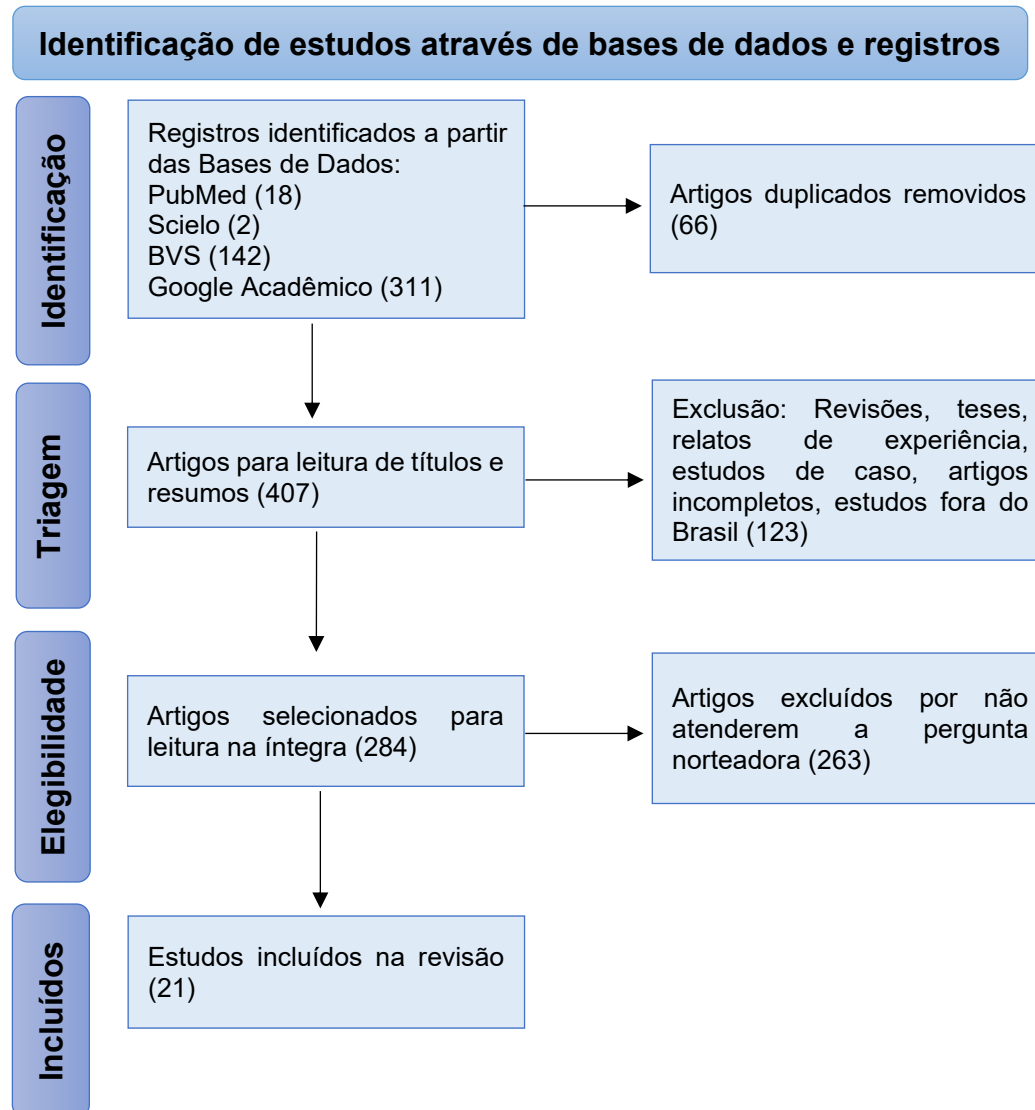 Identificação de estudos através de bases de dados e registros
Identificação
Registros identificados a partir
das Bases de Dados:
PubMed (18)
Scielo (2)
BVS (142)
Google Acadêmico (311)
Artigos duplicados removidos
(66)
Triagem
Artigos para leitura de títulos e
resumos (407)
Exclusão: Revisões, teses,
relatos de experiência,
estudos de caso, artigos
incompletos, estudos fora do
Brasil (123)
Elegibilidade
Artigos selecionados para
leitura na íntegra (284)
Artigos excluídos por não
atenderem a pergunta
norteadora (263)
Incluídos
Estudos incluídos na revisão
(21)